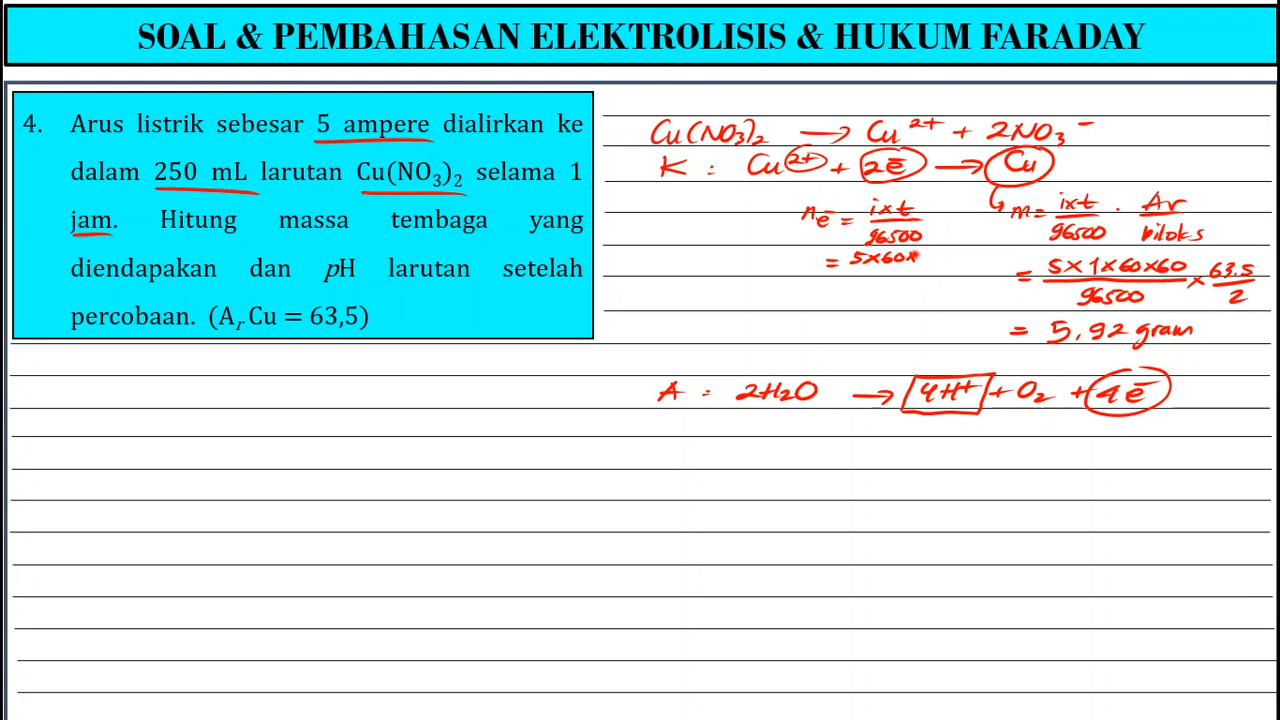 SOAL & PEMBAHASAN ELEKTROLISIS & HUKUM FARADAY
4. Arus listrik sebesar 5 ampere dialirkan ke
dalam 250 mL larutan Cu(NO₃)₂ selama 1
jam. Hitung massa tembaga yang
diendapakan dan pH larutan setelah
percobaan. (Aᵣ Cu = 63,5)
Cu(NO₃)₂ → Cu²⁺ + 2NO₃⁻
K : Cu²⁺ + 2e⁻ → Cu
nₑ⁻ = i×t / 96500
= 5×60×
m = i×t / 96500 · Ar / biloks
= 5 × 1 × 60 × 60 / 96500 × 63.5 / 2
= 5,92 gram
A : 2H₂O → 4H⁺ + O₂ + 4e⁻